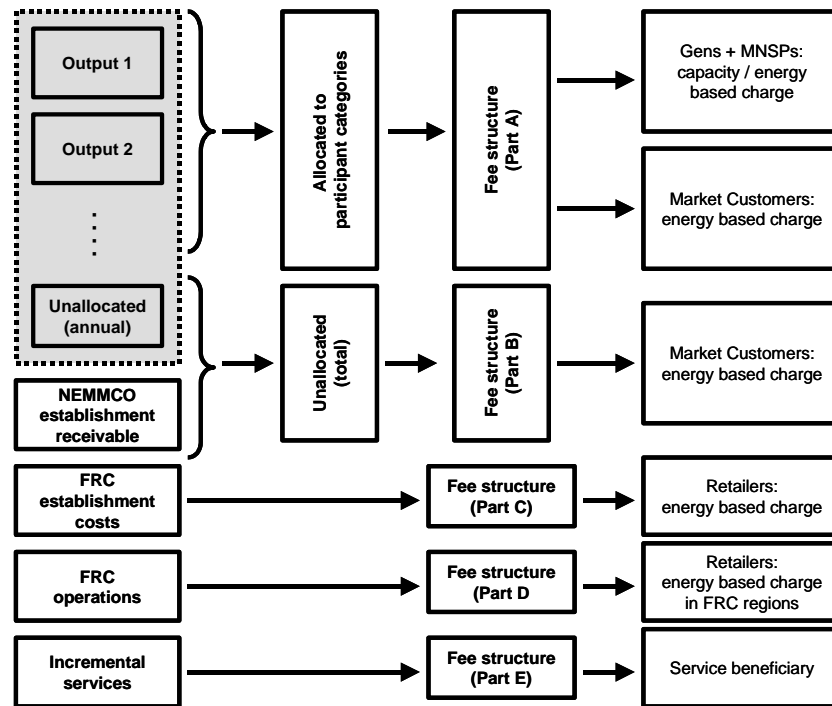 Output 1
Output 2
Unallocated
(annual)
Allocated to
participant categories
Fee structure
(Part A)
Gens + MNSPs:
capacity / energy
based charge
Market Customers:
energy based charge
NEMMCO
establishment
receivable
Unallocated
(total)
Fee structure
(Part B)
Market Customers:
energy based charge
FRC
establishment
costs
Fee structure
(Part C)
Retailers:
energy based charge
FRC
operations
Fee structure
(Part D
Retailers:
energy based charge
in FRC regions
Incremental
services
Fee structure
(Part E)
Service beneficiary